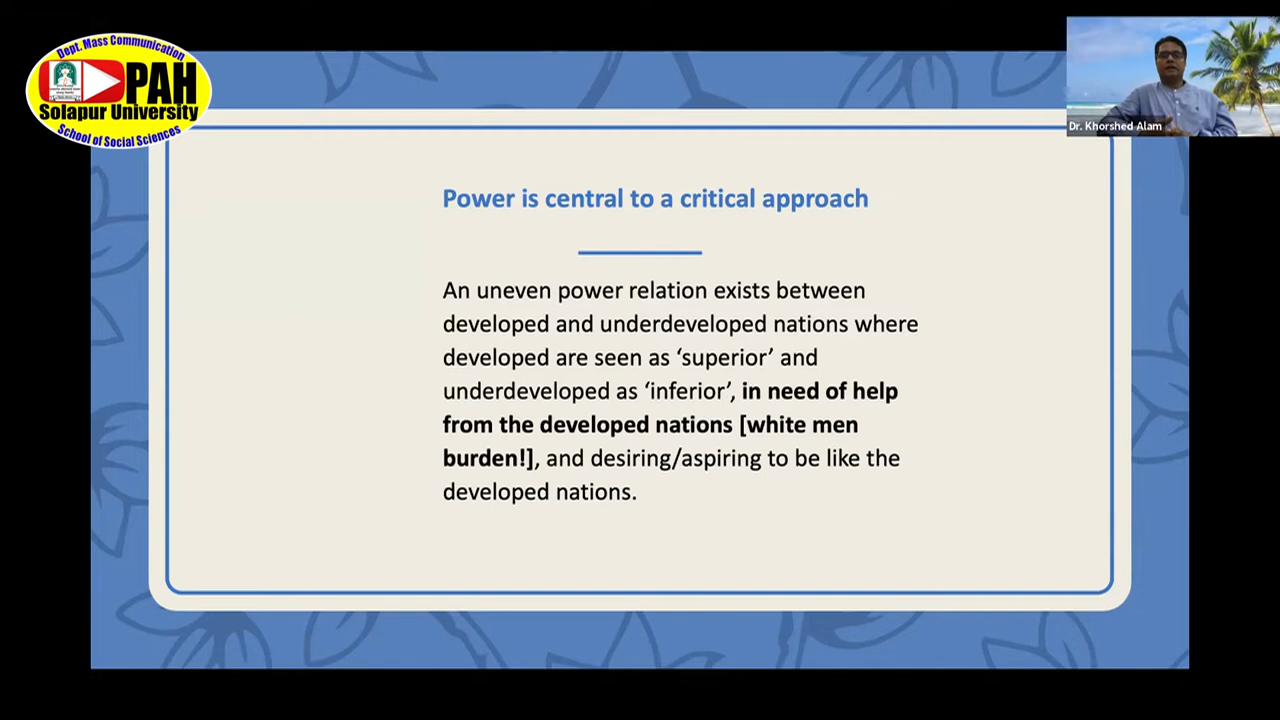 Dept. Mass Communication
PAH
Solapur University
School of Social Sciences
Dr. Khorshed Alam
Power is central to a critical approach
An uneven power relation exists between
developed and underdeveloped nations where
developed are seen as ‘superior’ and
underdeveloped as ‘inferior’, in need of help
from the developed nations [white men
burden!], and desiring/aspiring to be like the
developed nations.